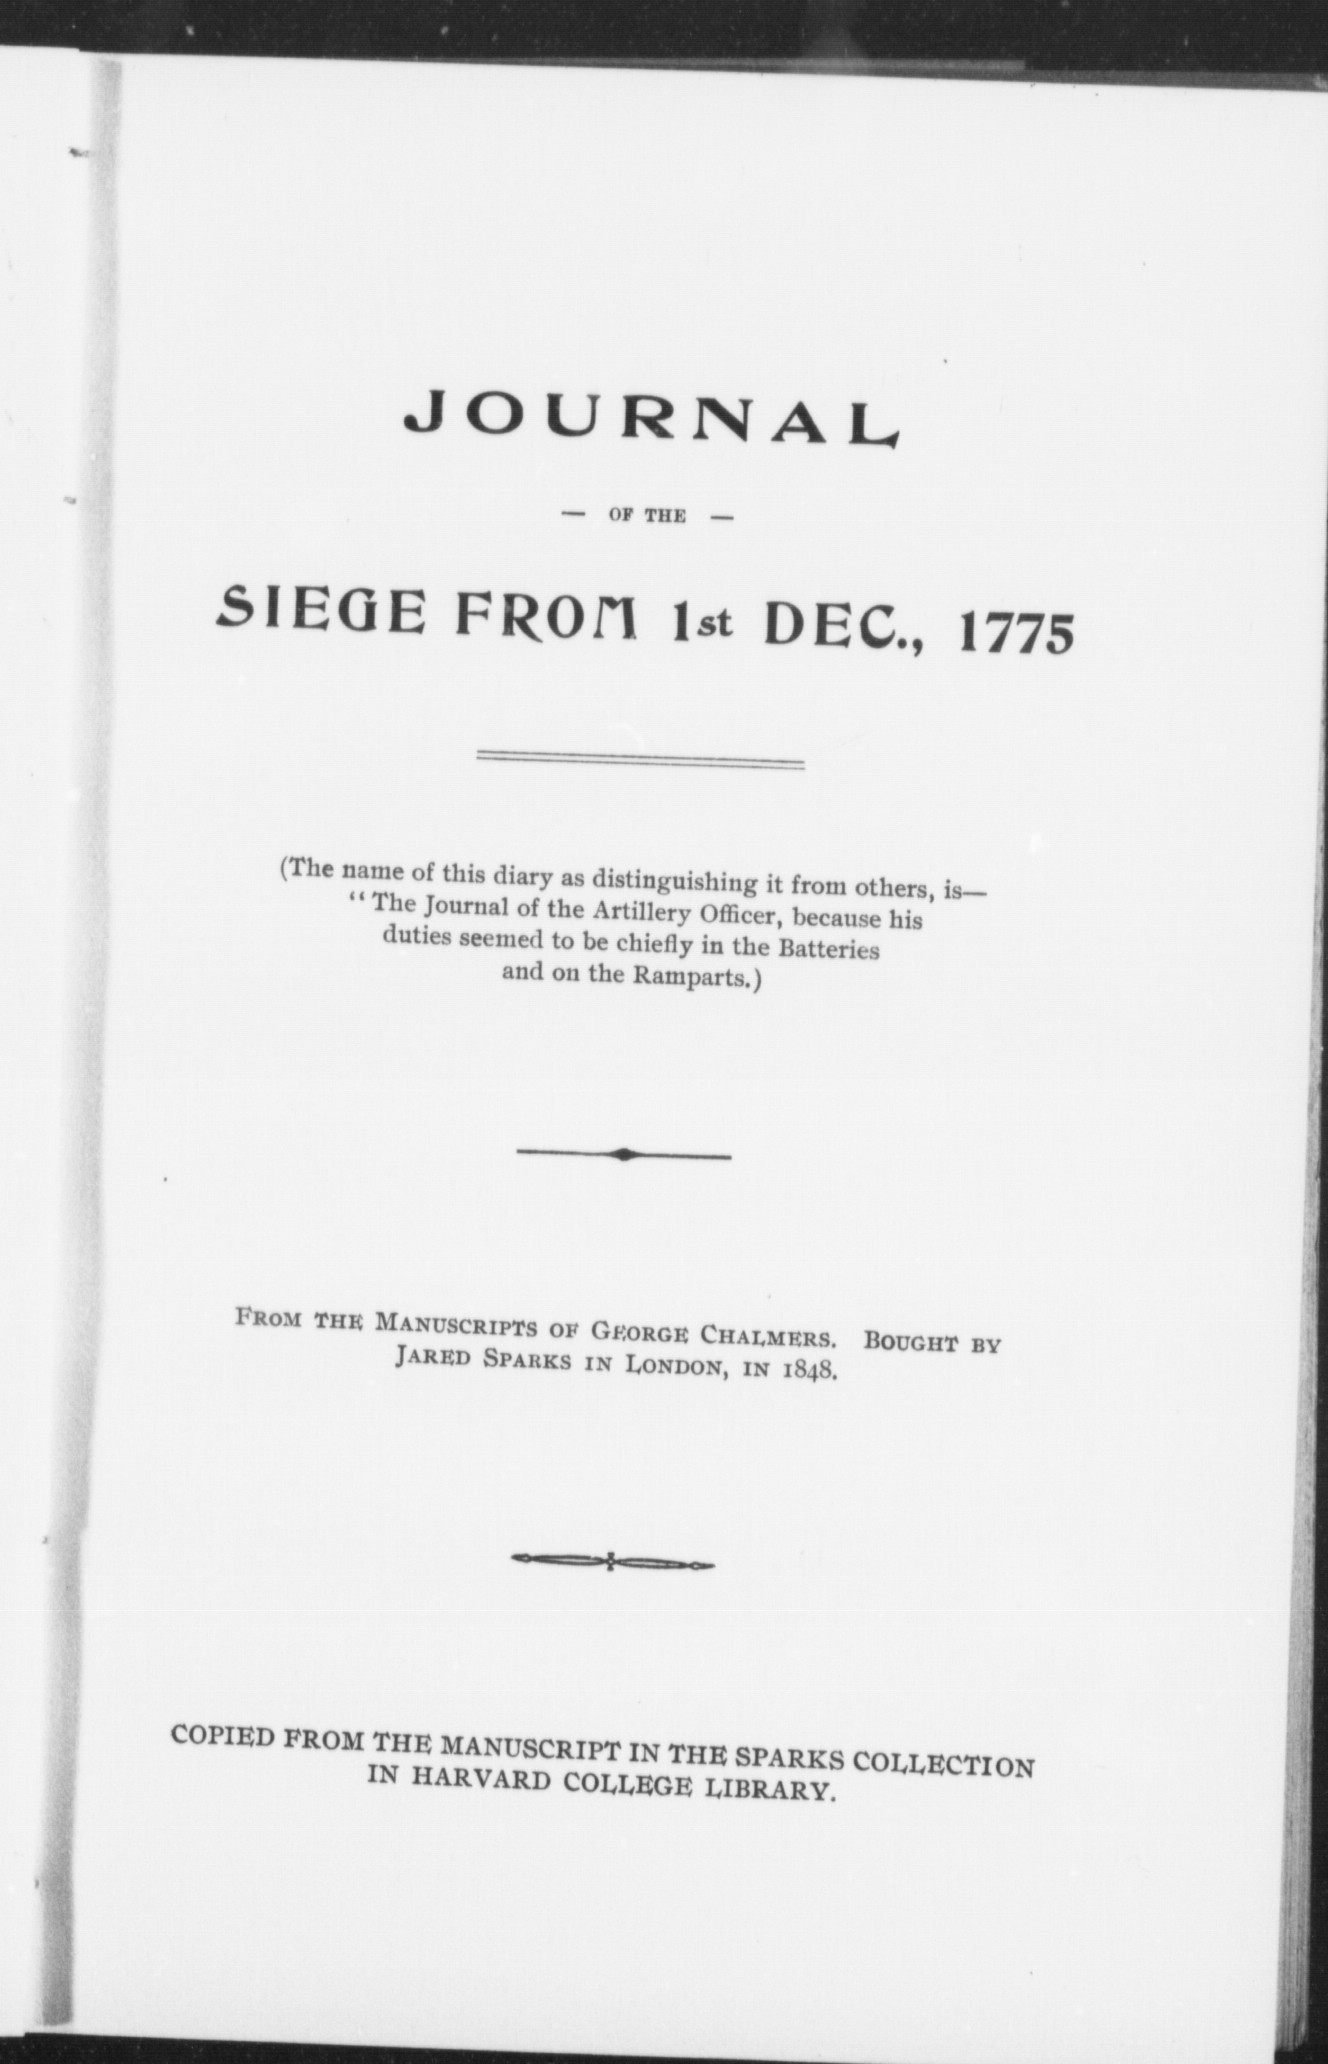 JOURNAL
— OF THE —
SIEGE FROM 1st DEC., 1775
(The name of this diary as distinguishing it from others, is—
“The Journal of the Artillery Officer, because his
duties seemed to be chiefly in the Batteries
and on the Ramparts.)
FROM THE MANUSCRIPTS OF GEORGE CHALMERS. BOUGHT BY
JARED SPARKS IN LONDON, IN 1848.
COPIED FROM THE MANUSCRIPT IN THE SPARKS COLLECTION
IN HARVARD COLLEGE LIBRARY.